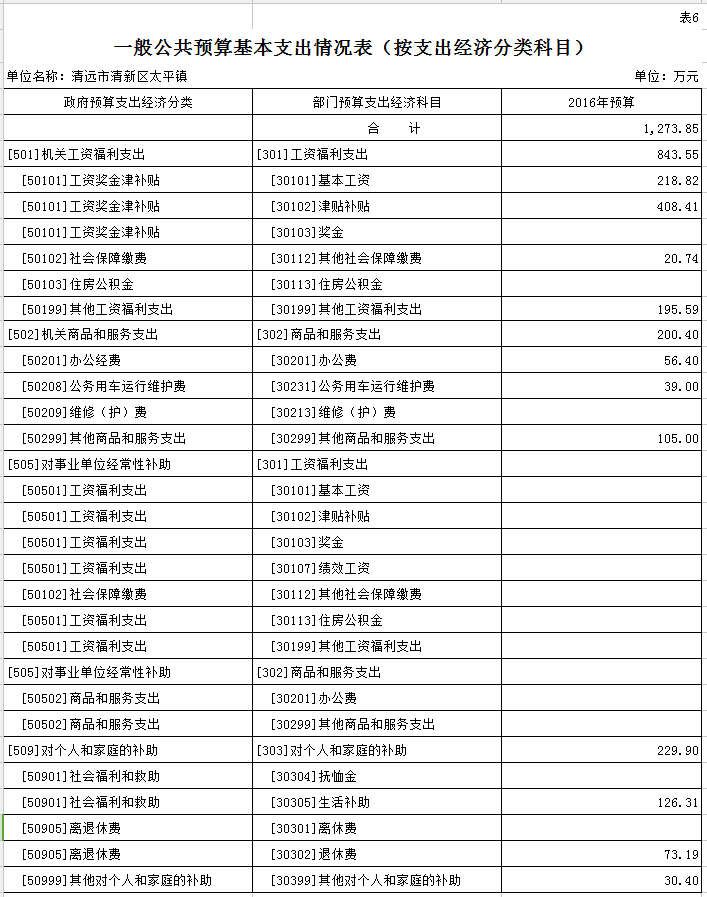 表6
一般公共预算基本支出情况表（按支出经济分类科目）
单位名称：清远市清新区太平镇 单位：万元
政府预算支出经济分类 部门预算支出经济科目 2016年预算
合 计 1,273.85
[501]机关工资福利支出 [301]工资福利支出 843.55
[50101]工资奖金津补贴 [30101]基本工资 218.82
[50101]工资奖金津补贴 [30102]津贴补贴 408.41
[50101]工资奖金津补贴 [30103]奖金
[50102]社会保障缴费 [30112]其他社会保障缴费 20.74
[50103]住房公积金 [30113]住房公积金
[50199]其他工资福利支出 [30199]其他工资福利支出 195.59
[502]机关商品和服务支出 [302]商品和服务支出 200.40
[50201]办公经费 [30201]办公费 56.40
[50208]公务用车运行维护费 [30231]公务用车运行维护费 39.00
[50209]维修（护）费 [30213]维修（护）费
[50299]其他商品和服务支出 [30299]其他商品和服务支出 105.00
[505]对事业单位经常性补助 [301]工资福利支出
[50501]工资福利支出 [30101]基本工资
[50501]工资福利支出 [30102]津贴补贴
[50501]工资福利支出 [30103]奖金
[50501]工资福利支出 [30107]绩效工资
[50102]社会保障缴费 [30112]其他社会保障缴费
[50501]工资福利支出 [30113]住房公积金
[50501]工资福利支出 [30199]其他工资福利支出
[505]对事业单位经常性补助 [302]商品和服务支出
[50502]商品和服务支出 [30201]办公费
[50502]商品和服务支出 [30299]其他商品和服务支出
[509]对个人和家庭的补助 [303]对个人和家庭的补助 229.90
[50901]社会福利和救助 [30304]抚恤金
[50901]社会福利和救助 [30305]生活补助 126.31
[50905]离退休费 [30301]离休费
[50905]离退休费 [30302]退休费 73.19
[50999]其他对个人和家庭的补助 [30399]其他对个人和家庭的补助 30.40